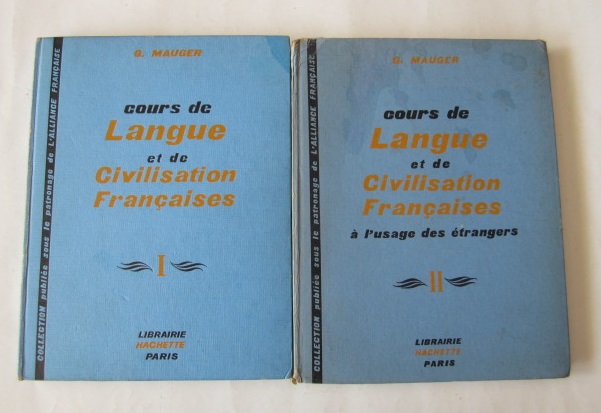 COLLECTION publiée sous le patronage de L'ALLIANCE FRANÇAISE
G. MAUGER
cours de
Langue
et de
Civilisation
Françaises
I
LIBRAIRIE
HACHETTE
PARIS
COLLECTION publiée sous le patronage de L'ALLIANCE FRANÇAISE
G. MAUGER
cours de
Langue
et de
Civilisation
Françaises
à l'usage des étrangers
II
LIBRAIRIE
HACHETTE
PARIS